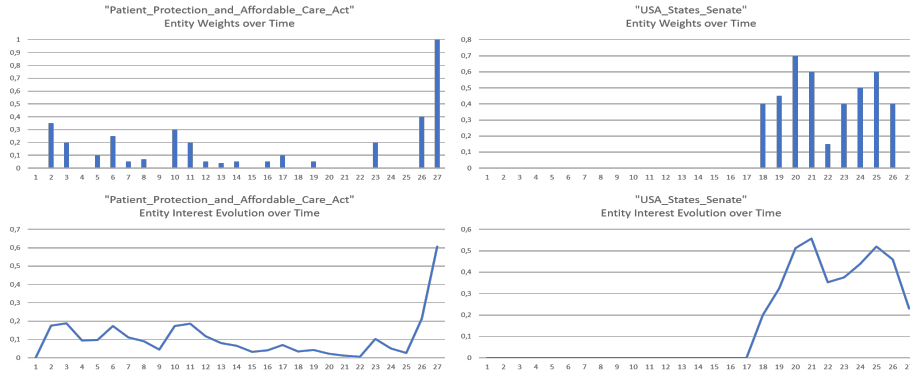 "Patient_Protection_and_Affordable_Care_Act"
Entity Weights over Time
1
0,9
0,8
0,7
0,6
0,5
0,4
0,3
0,2
0,1
0
1 2 3 4 5 6 7 8 9 10 11 12 13 14 15 16 17 18 19 20 21 22 23 24 25 26 27
"USA_States_Senate"
Entity Weights over Time
0,8
0,7
0,6
0,5
0,4
0,3
0,2
0,1
0
1 2 3 4 5 6 7 8 9 10 11 12 13 14 15 16 17 18 19 20 21 22 23 24 25 26
"Patient_Protection_and_Affordable_Care_Act"
Entity Interest Evolution over Time
0,7
0,6
0,5
0,4
0,3
0,2
0,1
0
1 2 3 4 5 6 7 8 9 10 11 12 13 14 15 16 17 18 19 20 21 22 23 24 25 26 27
"USA_States_Senate"
Entity Interest Evolution over Time
0,6
0,5
0,4
0,3
0,2
0,1
0
1 2 3 4 5 6 7 8 9 10 11 12 13 14 15 16 17 18 19 20 21 22 23 24 25 26